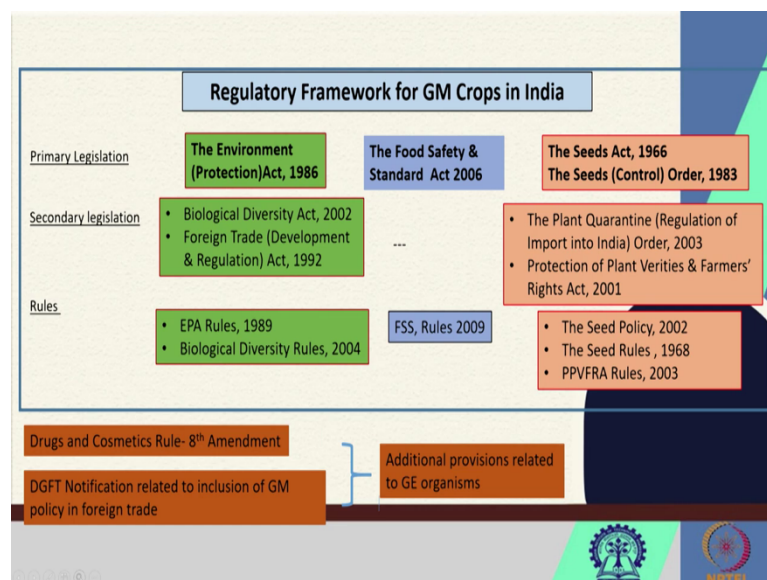 Regulatory Framework for GM Crops in India
Primary Legislation
The Environment
(Protection)Act, 1986
The Food Safety &
Standard Act 2006
The Seeds Act, 1966
The Seeds (Control) Order, 1983
Secondary legislation
• Biological Diversity Act, 2002
• Foreign Trade (Development
& Regulation) Act, 1992
---
• The Plant Quarantine (Regulation of
Import into India) Order, 2003
• Protection of Plant Verities & Farmers'
Rights Act, 2001
Rules
• EPA Rules, 1989
• Biological Diversity Rules, 2004
FSS, Rules 2009
• The Seed Policy, 2002
• The Seed Rules , 1968
• PPVFRA Rules, 2003
Drugs and Cosmetics Rule- 8th Amendment
DGFT Notification related to inclusion of GM
policy in foreign trade
Additional provisions related
to GE organisms
NPTEL